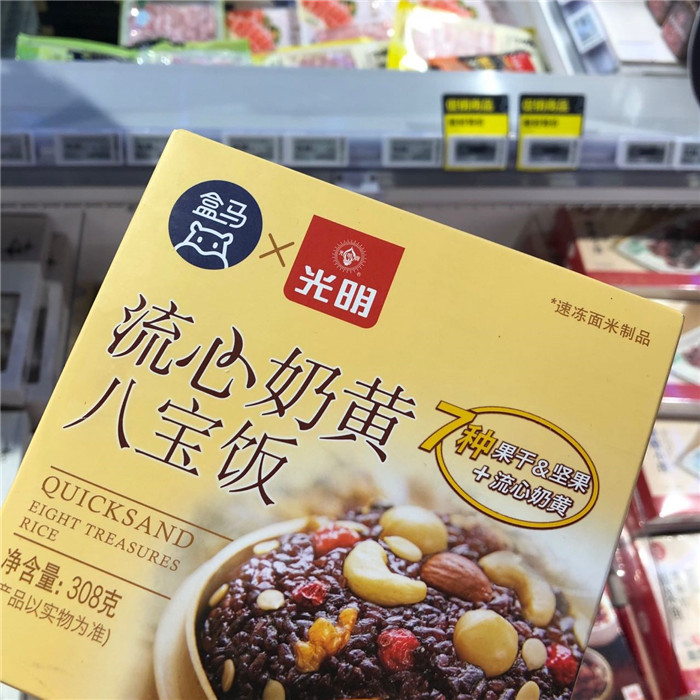 盒马
×
光明
*速冻面米制品
流心奶黄
八宝饭
7种果干&坚果
+流心奶黄
QUICKSAND
EIGHT TREASURES
RICE
净含量: 308克
产品以实物为准)